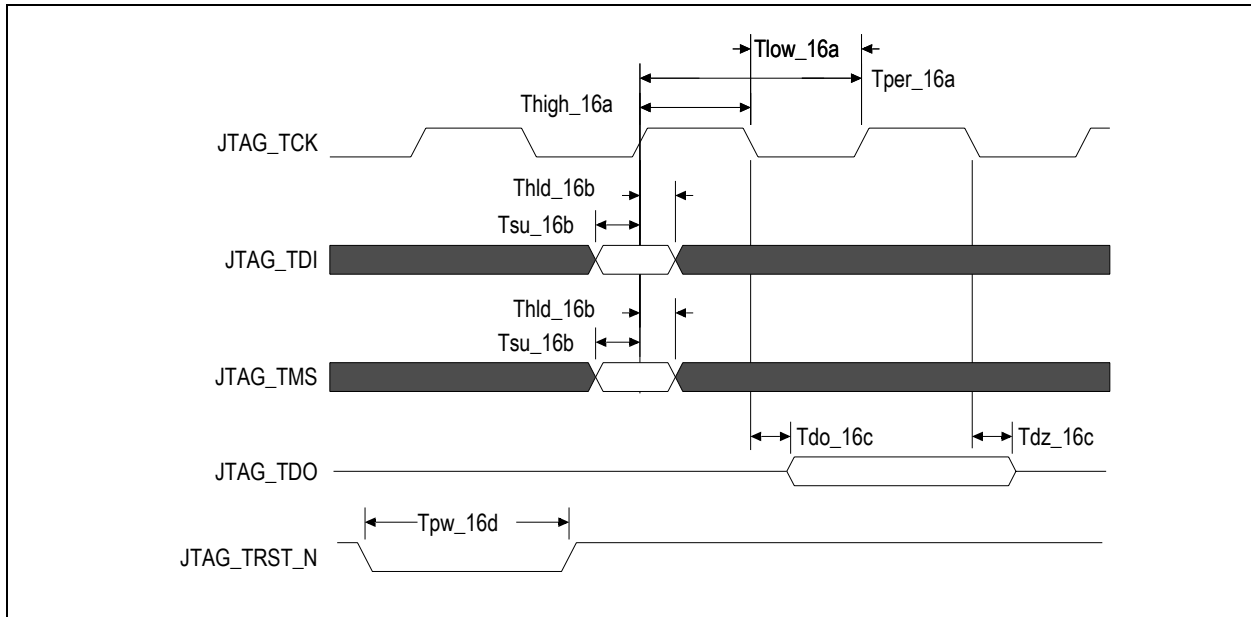 Tlow_16a
Tper_16a
Thigh_16a
JTAG_TCK
Thld_16b
Tsu_16b
JTAG_TDI
Thld_16b
Tsu_16b
JTAG_TMS
Tdo_16c
Tdz_16c
JTAG_TDO
Tpw_16d
JTAG_TRST_N